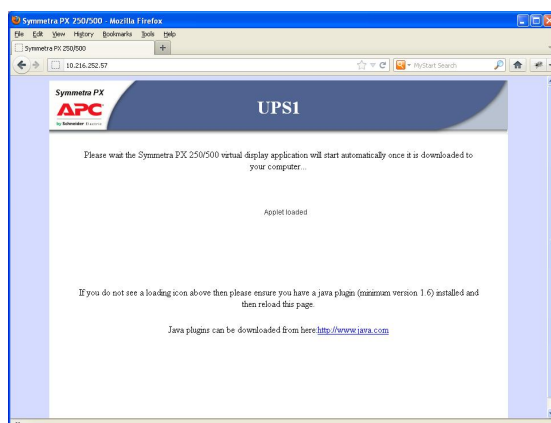 Symmetra PX 250/500 - Mozilla Firefox
File Edit View History Bookmarks Tools Help
Symmetra PX 250/500 +
10.216.252.57 MyStart Search
Symmetra PX
APC
by Schneider Electric
UPS1
Please wait the Symmetra PX 250/500 virtual display application will start automatically once it is downloaded to
your computer...
Applet loaded
If you do not see a loading icon above then please ensure you have a java plugin (minimum version 1.6) installed and
then reload this page.
Java plugins can be downloaded from here:http://www.java.com